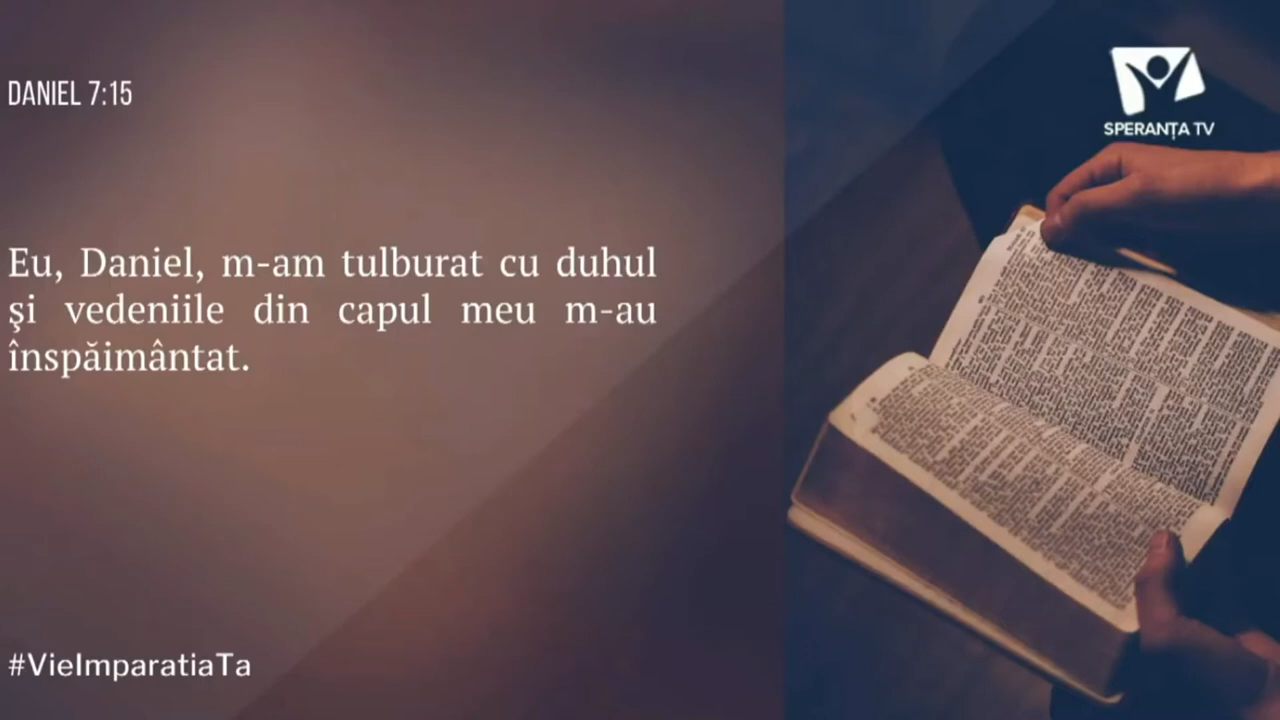 DANIEL 7:15
SPERANȚA TV
Eu, Daniel, m-am tulburat cu duhul
şi vedeniile din capul meu m-au
înspăimântat.
#VieImparatiaTa